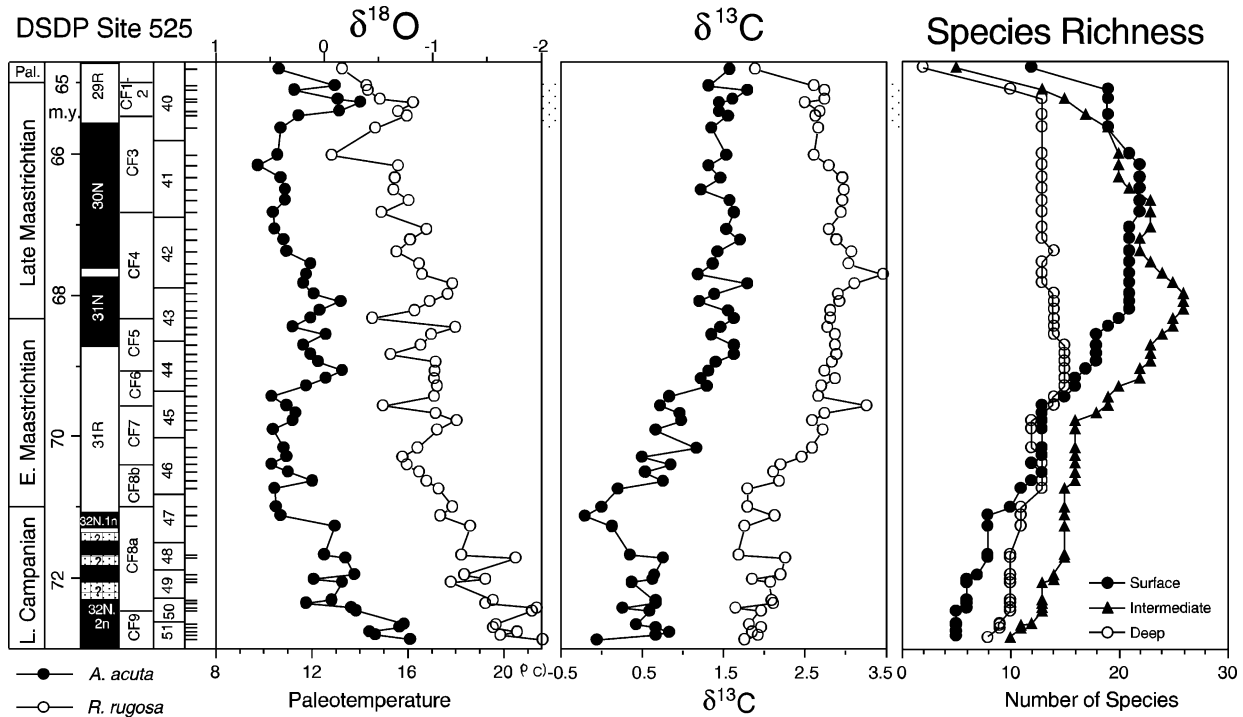 DSDP Site 525
δ18O
δ13C
Species Richness
1 0 -1 -2
Pal.
65
m.y.
66
68
70
72
Late Maastrichtian
E. Maastrichtian
L. Campanian
29R
30N
31N
31R
32N.1n
?
?
?
32N.
2n
CF1-
2
CF3
CF4
CF5
CF6
CF7
CF8b
CF8a
CF9
40
41
42
43
44
45
46
47
48
49
50
51
Surface
Intermediate
Deep
8 12 16 20 (º C)
-0.5 0.5 1.5 2.5 3.5
0 10 20 30
A. acuta
R. rugosa
Paleotemperature
δ13C
Number of Species